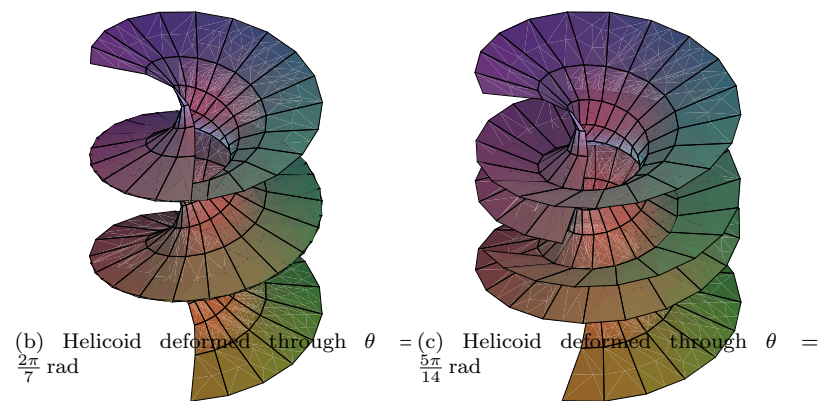 (b) Helicoid deformed through θ =
2π/7 rad
(c) Helicoid deformed through θ =
5π/14 rad